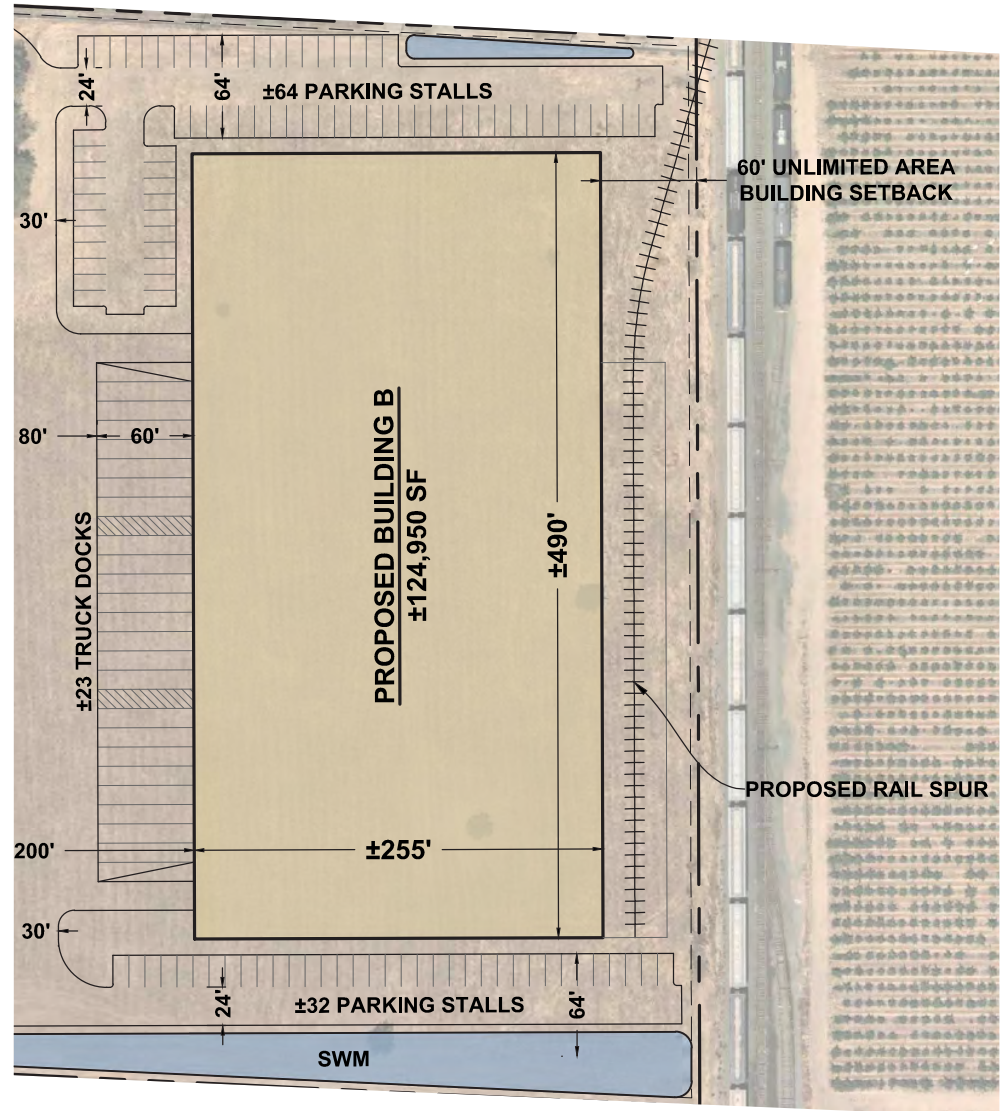 24'
64'
±64 PARKING STALLS
60' UNLIMITED AREA
BUILDING SETBACK
30'
80'
60'
±23 TRUCK DOCKS
PROPOSED BUILDING B
±124,950 SF
±490'
PROPOSED RAIL SPUR
200'
±255'
30'
24'
±32 PARKING STALLS
64'
SWM